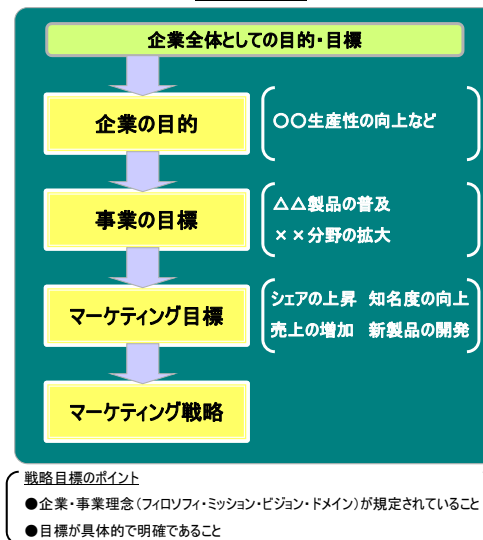 企業全体としての目的・目標
企業の目的
〇〇生産性の向上など
事業の目標
△△製品の普及
××分野の拡大
マーケティング目標
シェアの上昇 知名度の向上
売上の増加 新製品の開発
マーケティング戦略
戦略目標のポイント
●企業・事業理念(フィロソフィ・ミッション・ビジョン・ドメイン)が規定されていること
●目標が具体的で明確であること